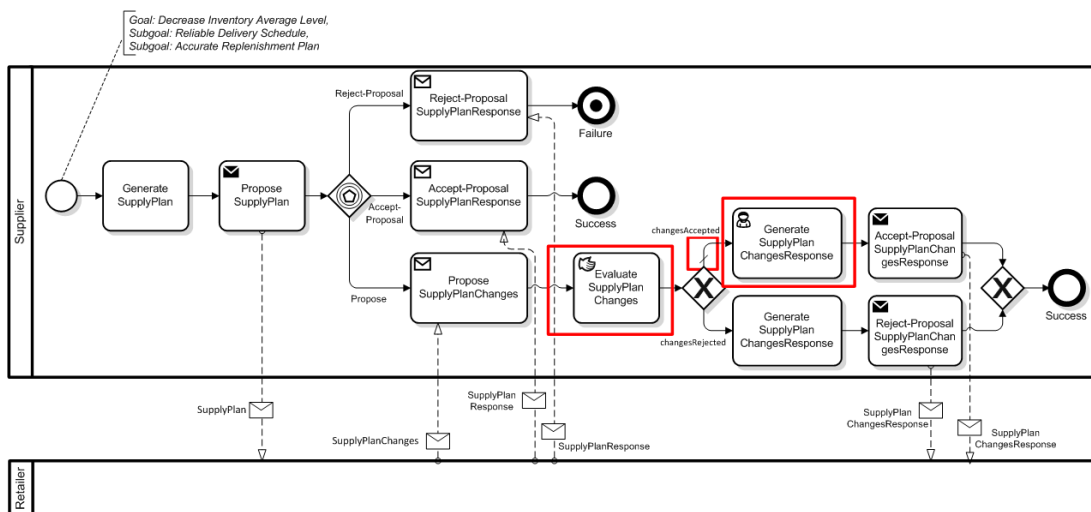 Goal: Decrease Inventory Average Level,
Subgoal: Reliable Delivery Schedule,
Subgoal: Accurate Replenishment Plan
Supplier
Generate
SupplyPlan
Propose
SupplyPlan
Reject-Proposal
Accept-
Proposal
Propose
Reject-Proposal
SupplyPlanResponse
Failure
Accept-Proposal
SupplyPlanResponse
Success
Propose
SupplyPlanChanges
Evaluate
SupplyPlan
Changes
changesAccepted
changesRejected
Generate
SupplyPlan
ChangesResponse
Accept-Proposal
SupplyPlanChan
gesResponse
Generate
SupplyPlan
ChangesResponse
Reject-Proposal
SupplyPlanChan
gesResponse
Success
SupplyPlan
SupplyPlanChanges
SupplyPlan
Response
SupplyPlanResponse
SupplyPlan
ChangesResponse
SupplyPlan
ChangesResponse
Retailer